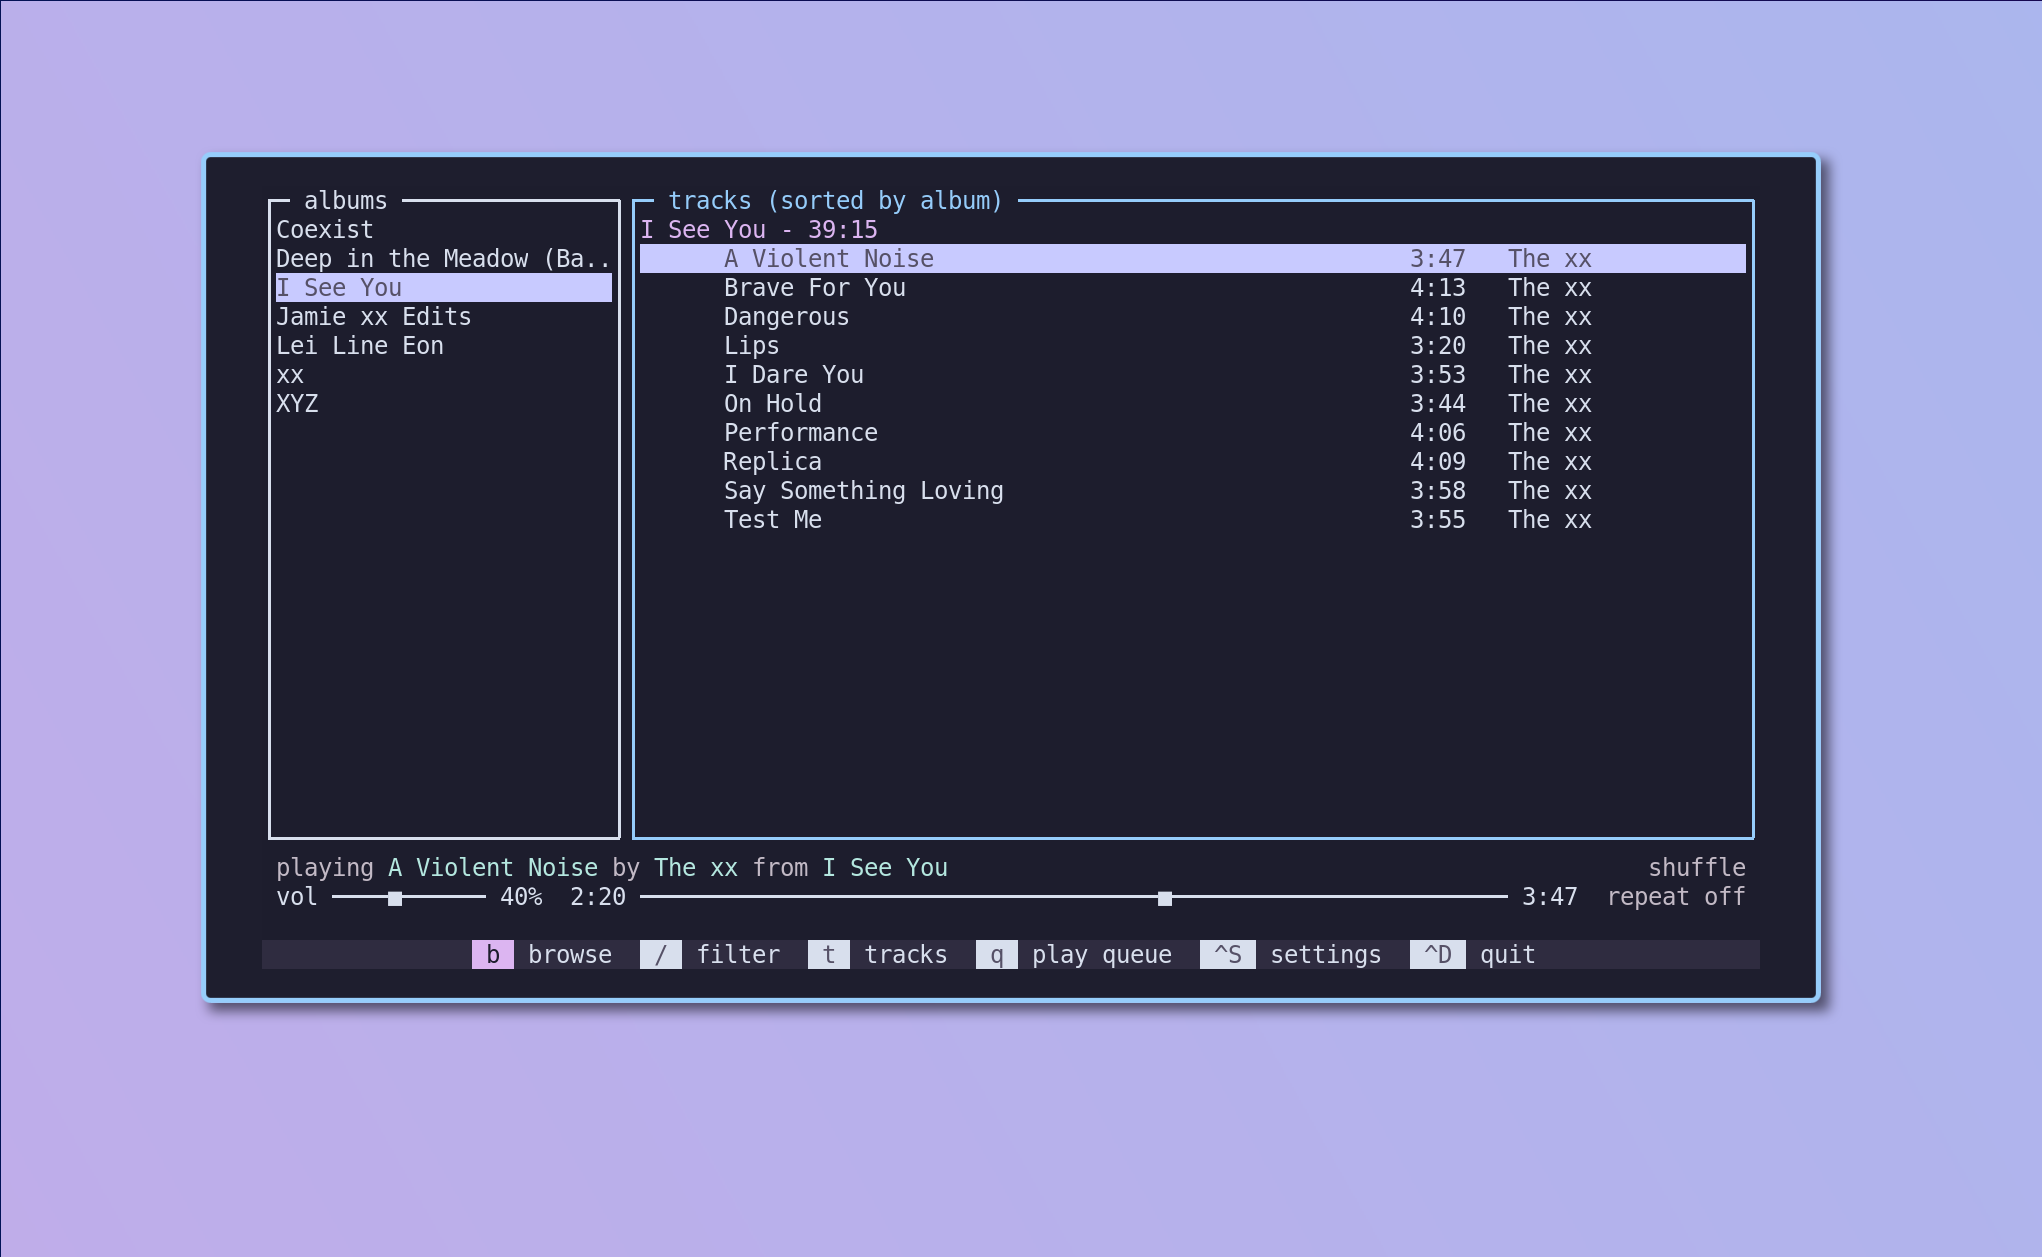 albums
Coexist
Deep in the Meadow (Ba..
I See You
Jamie xx Edits
Lei Line Eon
xx
XYZ
tracks (sorted by album)
I See You - 39:15
A Violent Noise 3:47 The xx
Brave For You 4:13 The xx
Dangerous 4:10 The xx
Lips 3:20 The xx
I Dare You 3:53 The xx
On Hold 3:44 The xx
Performance 4:06 The xx
Replica 4:09 The xx
Say Something Loving 3:58 The xx
Test Me 3:55 The xx
playing A Violent Noise by The xx from I See You shuffle
vol 40% 2:20 3:47 repeat off
b browse / filter t tracks q play queue ^S settings ^D quit